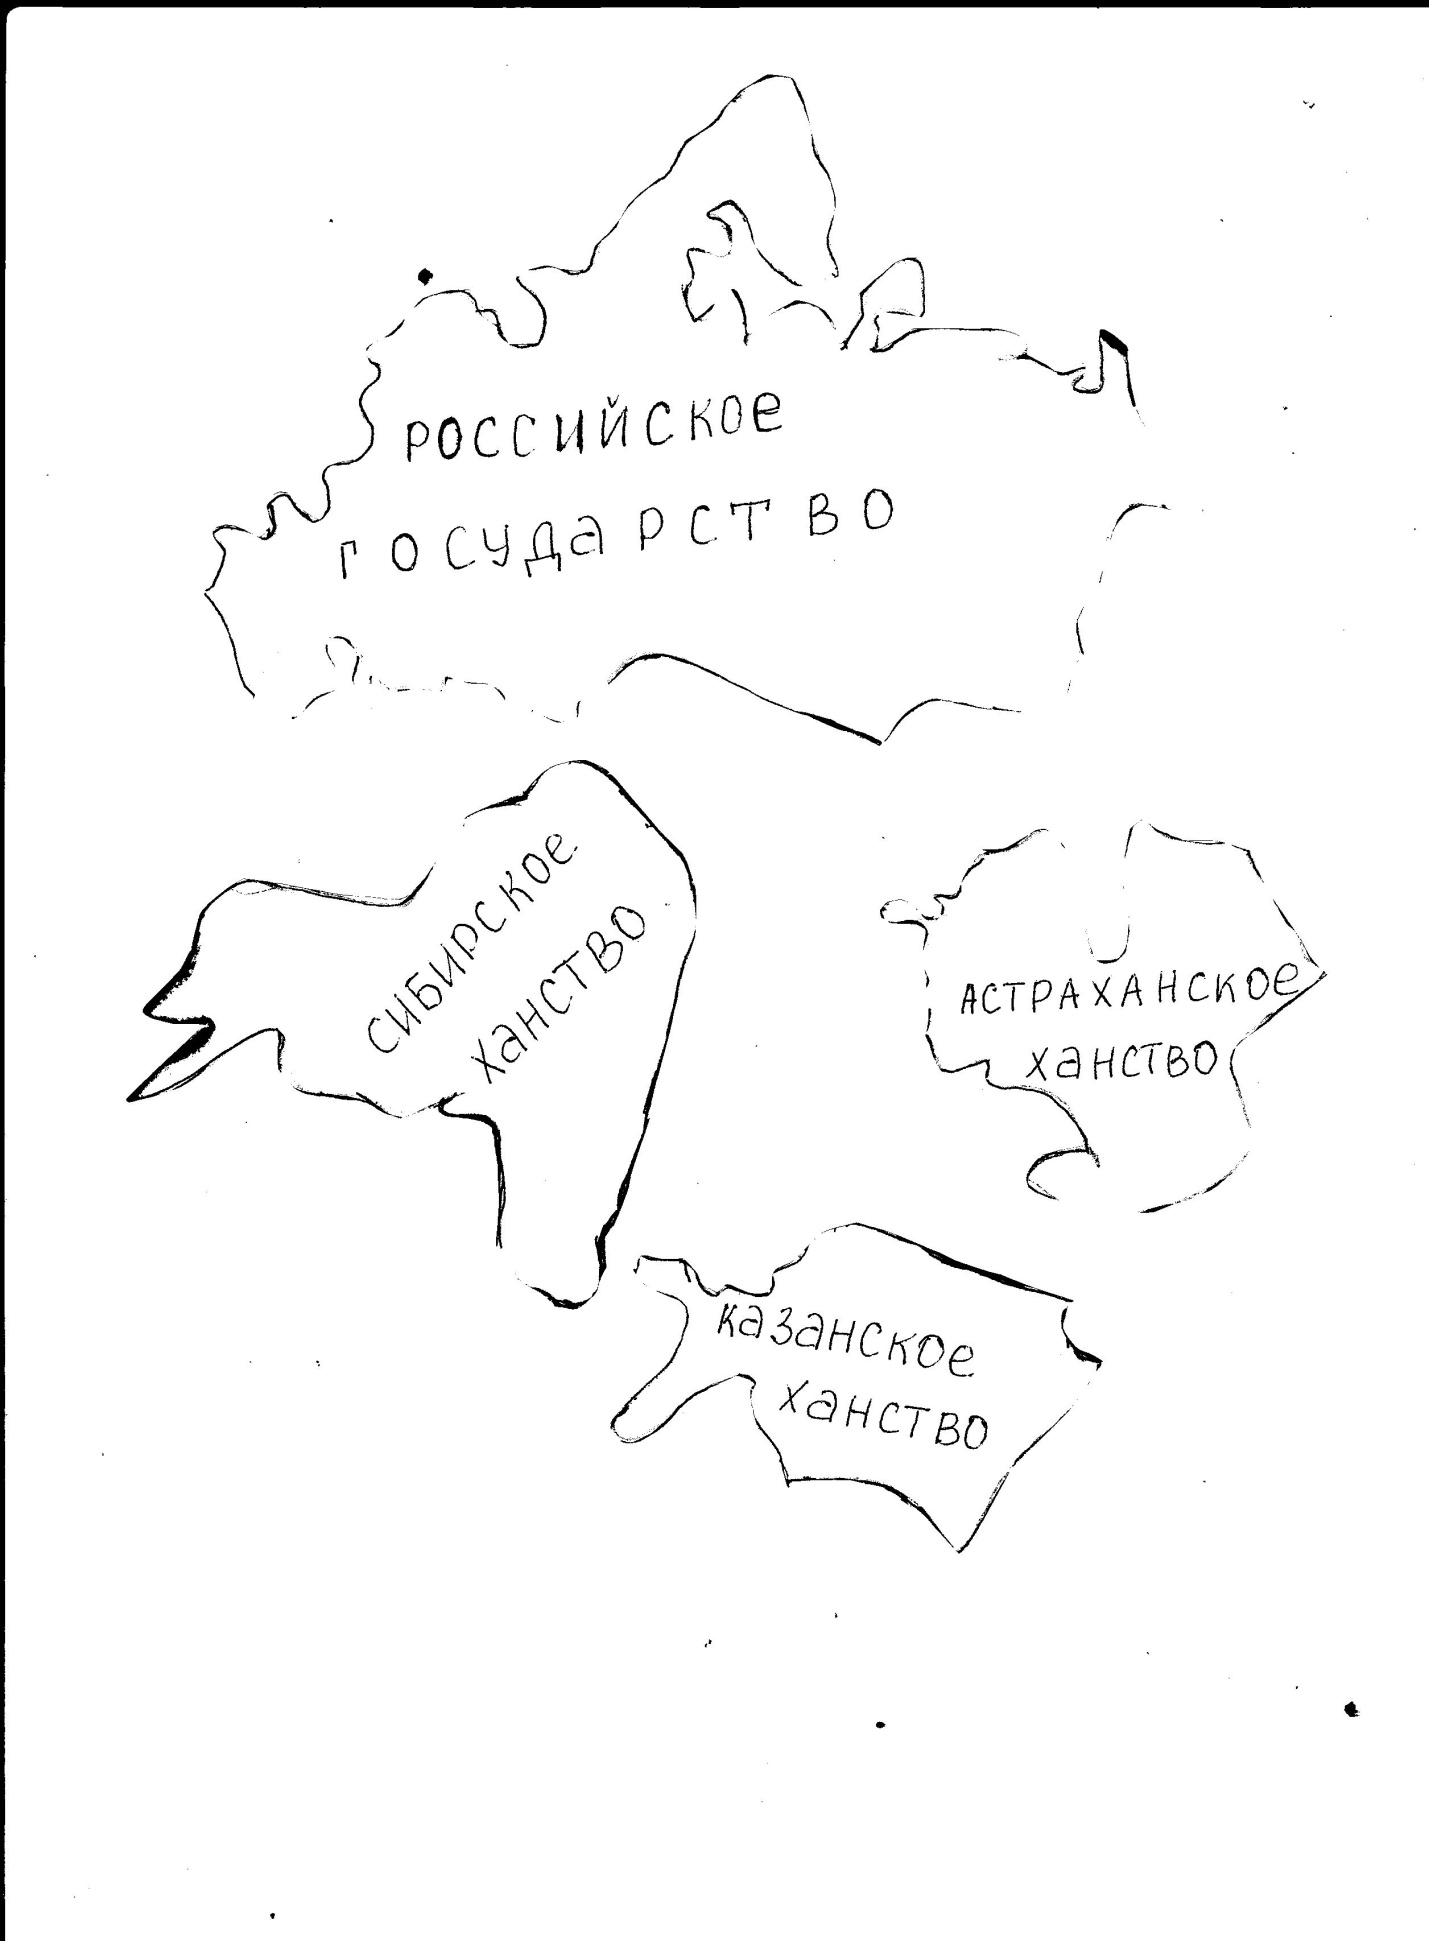 РОССИЙСКОЕ
ГОСУДАРСТВО
СИБИРСКОЕ
ХАНСТВО
АСТРАХАНСКОЕ
ХАНСТВО
КАЗАНСКОЕ
ХАНСТВО